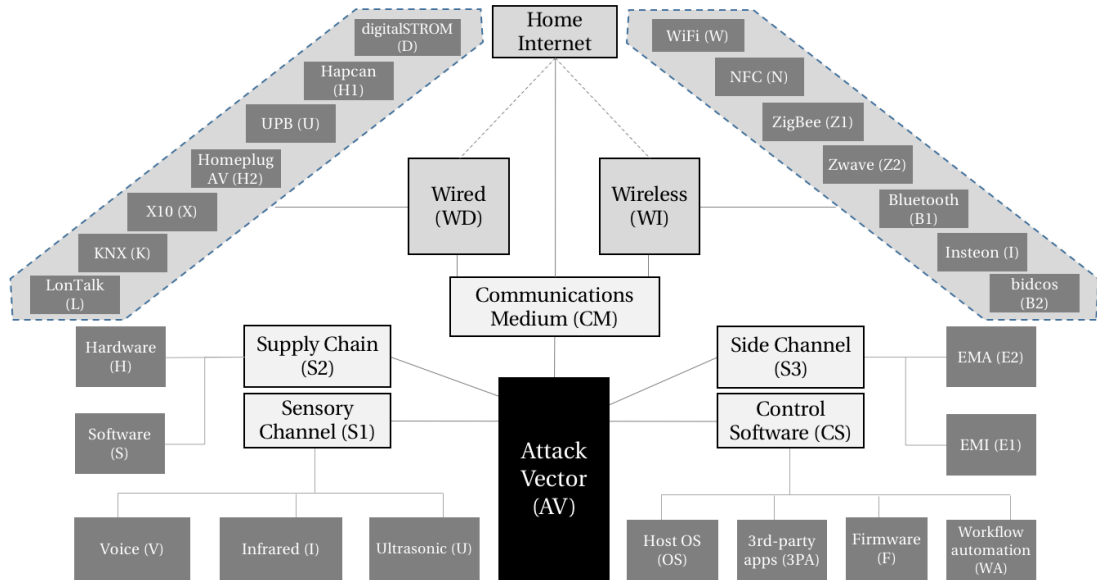 Home
Internet
digitalSTROM
(D)
Hapcan
(H1)
UPB (U)
Homeplug
AV (H2)
X10 (X)
KNX (K)
LonTalk
(L)
WiFi (W)
NFC (N)
ZigBee (Z1)
Zwave (Z2)
Bluetooth
(B1)
Insteon (I)
bidcos
(B2)
Wired
(WD)
Wireless
(WI)
Communications
Medium (CM)
Hardware
(H)
Software
(S)
Supply Chain
(S2)
Sensory
Channel (S1)
Side Channel
(S3)
Control
Software (CS)
EMA (E2)
EMI (E1)
Attack
Vector
(AV)
Voice (V)
Infrared (I)
Ultrasonic (U)
Host OS
(OS)
3rd-party
apps (3PA)
Firmware
(F)
Workflow
automation
(WA)